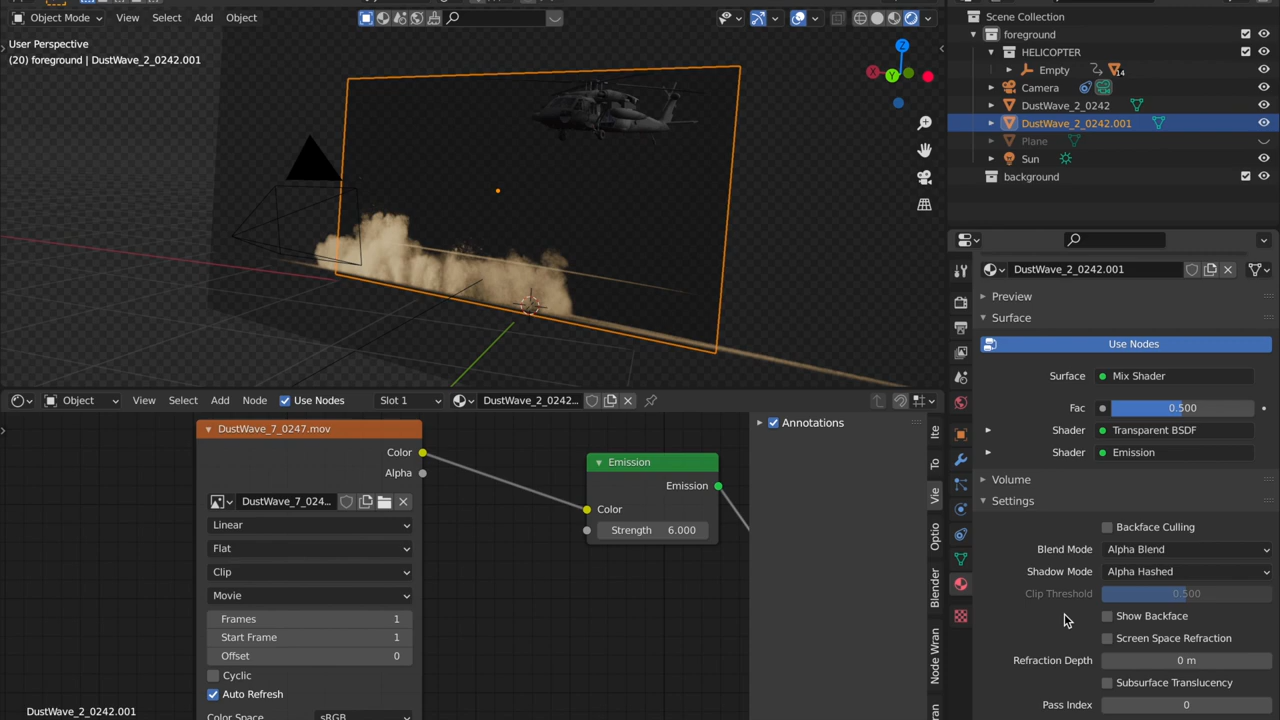 Object Mode View Select Add Object
User Perspective
(20) foreground | DustWave_2_0242.001
Z
X
Y
Scene Collection
foreground
HELICOPTER
Empty
14
Camera
DustWave_2_0242
DustWave_2_0242.001
Plane
Sun
background
DustWave_2_0242.001
Preview
Surface
Use Nodes
Surface Mix Shader
Fac 0.500
Shader Transparent BSDF
Shader Emission
Volume
Settings
Backface Culling
Blend Mode Alpha Blend
Shadow Mode Alpha Hashed
Clip Threshold 0.500
Show Backface
Screen Space Refraction
Refraction Depth 0 m
Subsurface Translucency
Pass Index 0
Object View Select Add Node Use Nodes Slot 1 DustWave_2_0242...
DustWave_7_0247.mov
Color
Alpha
DustWave_7_024...
Linear
Flat
Clip
Movie
Frames 1
Start Frame 1
Offset 0
Cyclic
Auto Refresh
Color Space sRGB
Emission
Emission
Color
Strength 6.000
Annotations
Ite
To
Vie
Optio
Blender
Node Wran
DustWave_2_0242.001